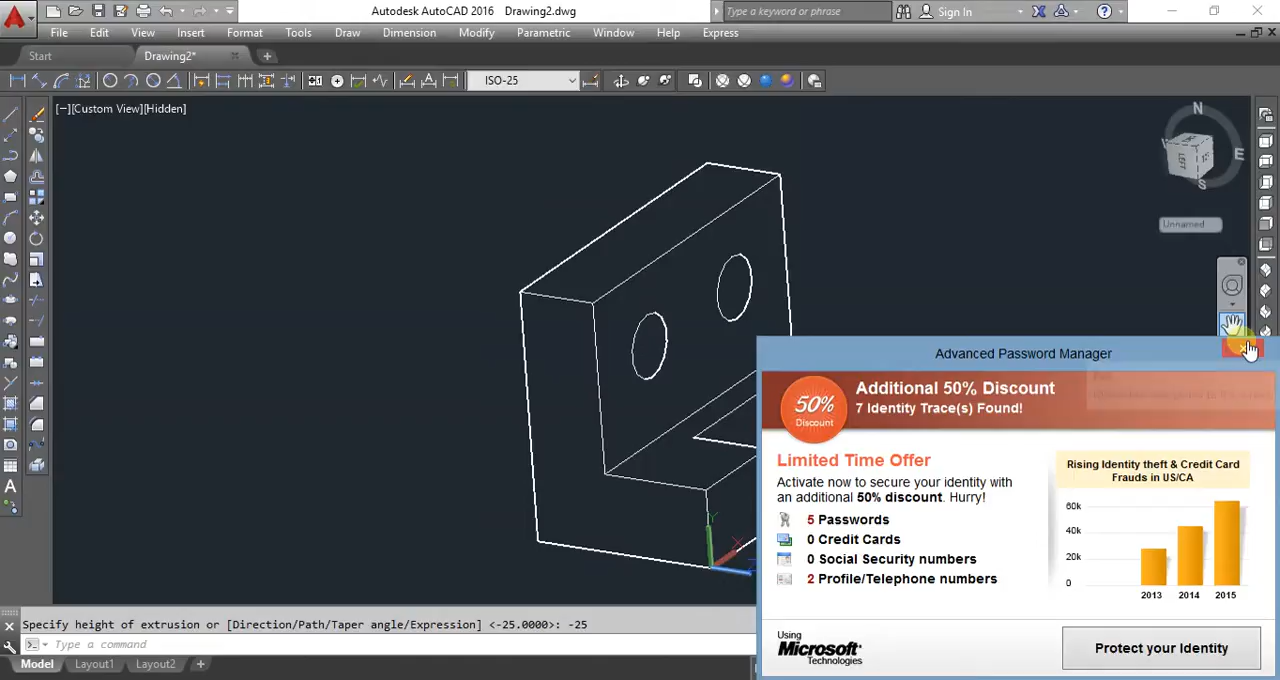 Autodesk AutoCAD 2016 Drawing2.dwg
Type a keyword or phrase
Sign In
File Edit View Insert Format Tools Draw Dimension Modify Parametric Window Help Express
Start
Drawing2*
ISO-25
[−][Custom View][Hidden]
N
E
S
LEFT
Unnamed
Y
X
Specify height of extrusion or [Direction/Path/Taper angle/Expression] <-25.0000>: -25
Type a command
Model Layout1 Layout2
Advanced Password Manager
50%
Discount
Additional 50% Discount
7 Identity Trace(s) Found!
Limited Time Offer
Activate now to secure your identity with
an additional 50% discount. Hurry!
5 Passwords
0 Credit Cards
0 Social Security numbers
2 Profile/Telephone numbers
Rising Identity theft & Credit Card
Frauds in US/CA
60k
40k
20k
0
2013 2014 2015
Using
Microsoft
Technologies
Protect your Identity